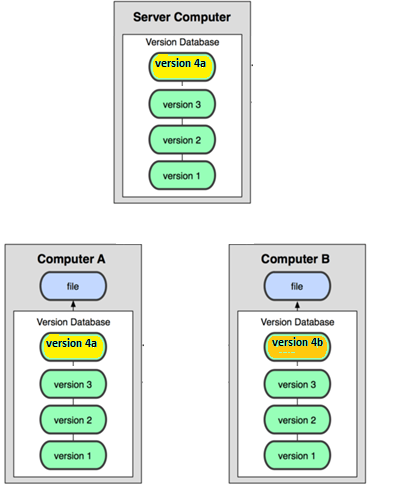 Server Computer
Version Database
version 4a
version 3
version 2
version 1
Computer A
file
Version Database
version 4a
version 3
version 2
version 1
Computer B
file
Version Database
version 4b
version 3
version 2
version 1